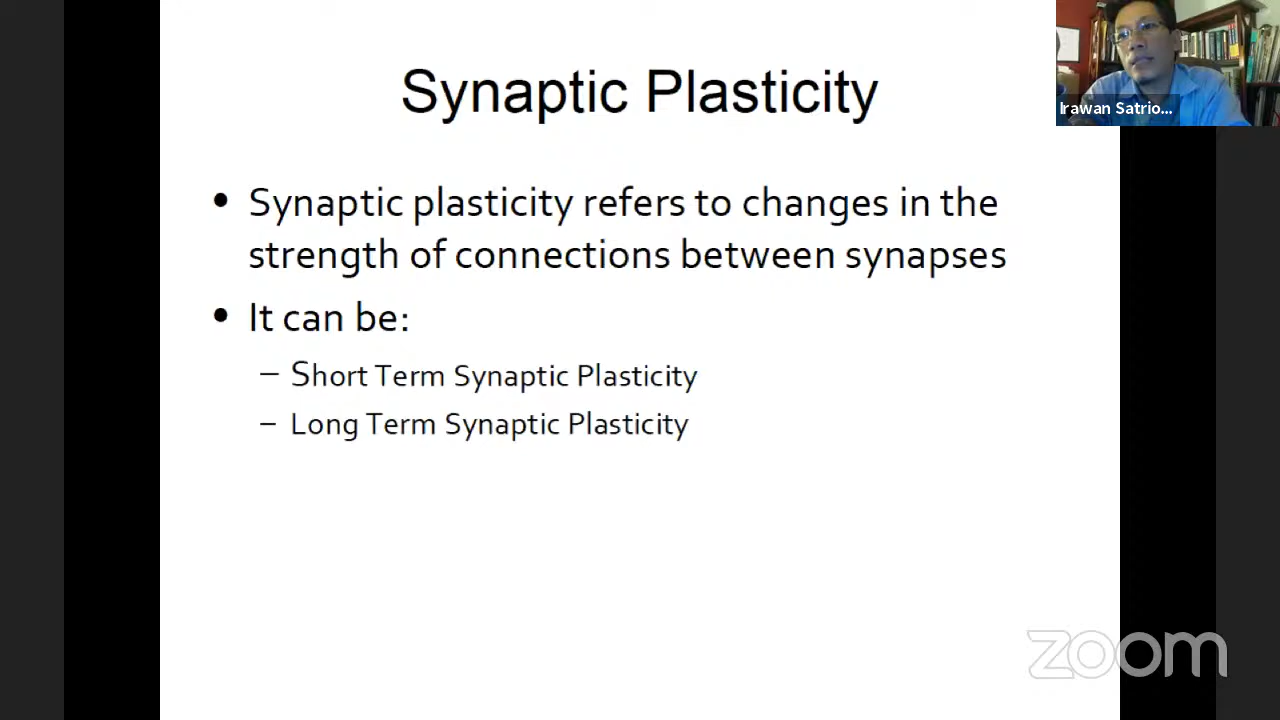 Synaptic Plasticity
Irawan Satrio...
• Synaptic plasticity refers to changes in the
strength of connections between synapses
• It can be:
– Short Term Synaptic Plasticity
– Long Term Synaptic Plasticity
zoom